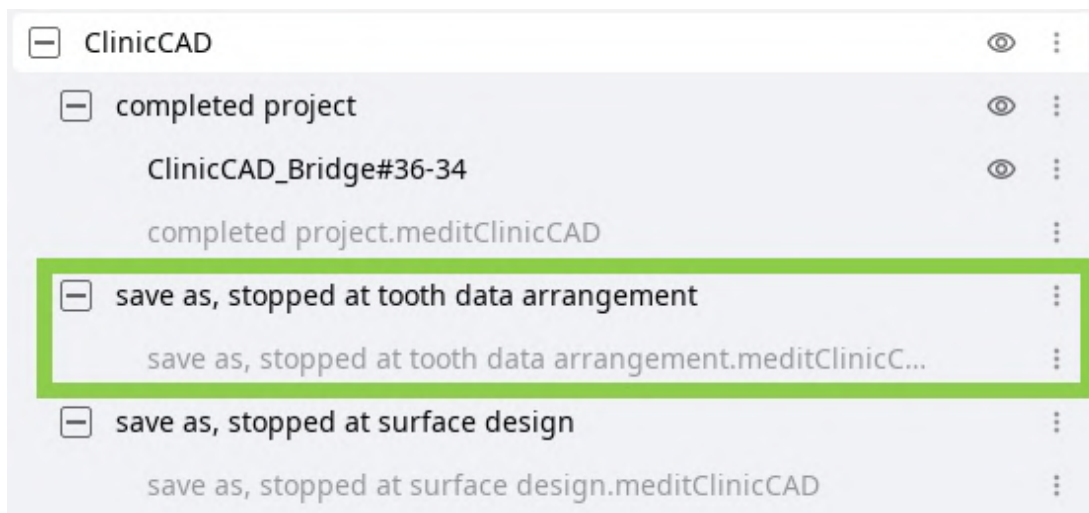 ClinicCAD
completed project
ClinicCAD_Bridge#36-34
completed project.meditClinicCAD
save as, stopped at tooth data arrangement
save as, stopped at tooth data arrangement.meditClinicC...
save as, stopped at surface design
save as, stopped at surface design.meditClinicCAD